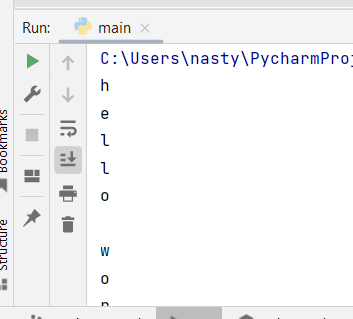 Run: main
C:\Users\nasty\PycharmProj
h
e
l
l
o
w
o
Bookmarks
Structure